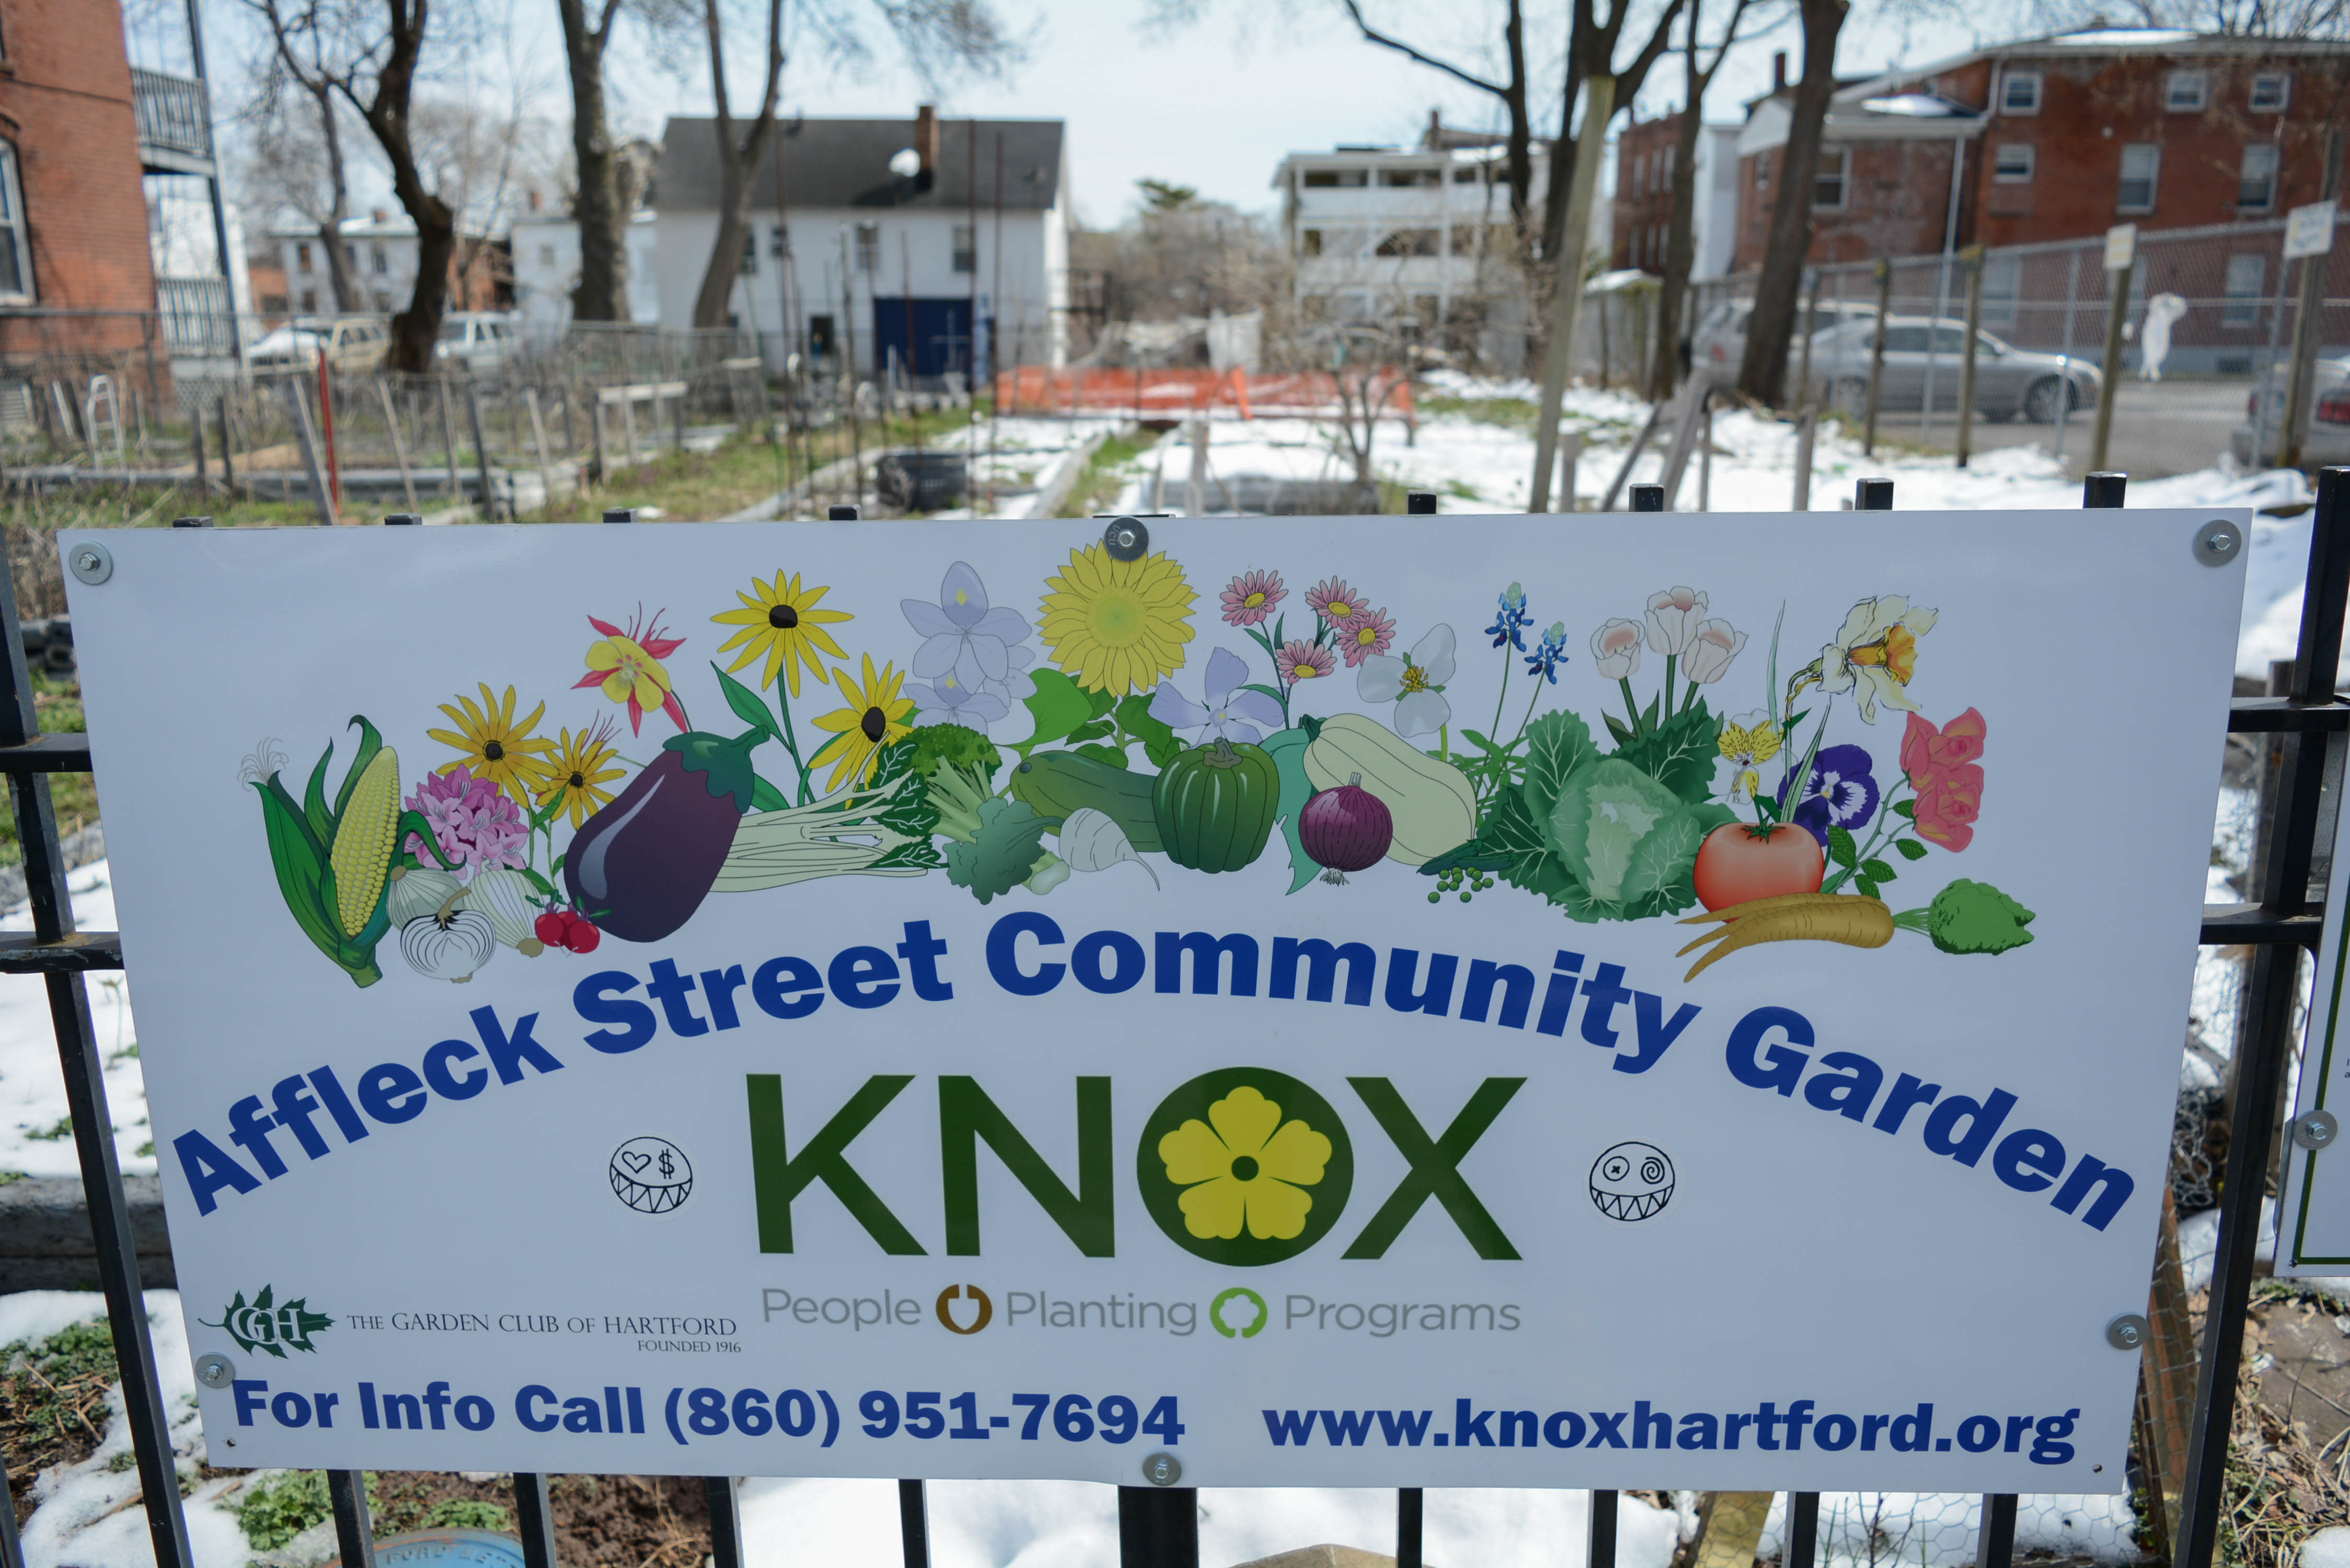 Affleck Street Community Garden
KNOX
People Planting Programs
GCH THE GARDEN CLUB OF HARTFORD
FOUNDED 1916
For Info Call (860) 951-7694 www.knoxhartford.org